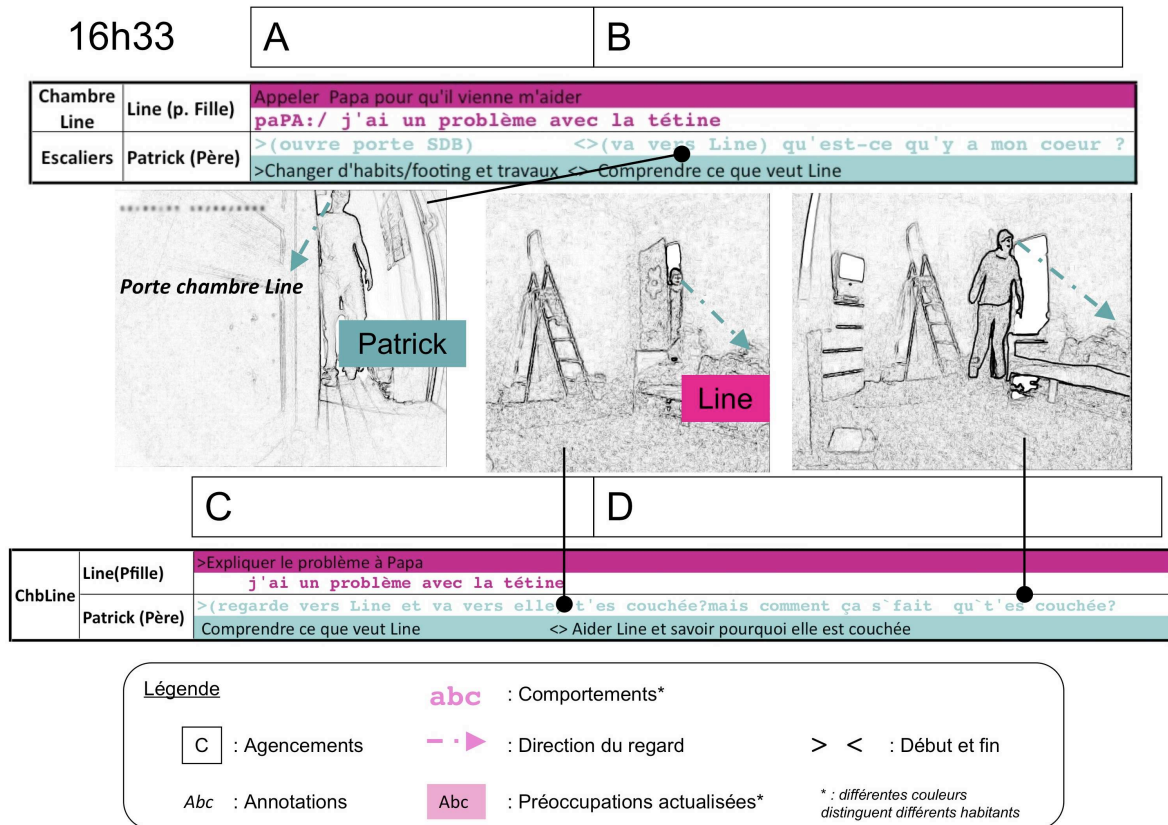 16h33
A
B
Chambre Line
Line (p. Fille)
Appeler Papa pour qu'il vienne m'aider
paPA:/ j'ai un problème avec la tétine
Escaliers
Patrick (Père)
>(ouvre porte SDB) <>(va vers Line) qu'est-ce qu'y a mon coeur ?
>Changer d'habits/footing et travaux <> Comprendre ce que veut Line
Porte chambre Line
Patrick
Line
C
D
ChbLine
Line(Pfille)
>Expliquer le problème à Papa
j'ai un problème avec la tétine
Patrick (Père)
>(regarde vers Line et va vers elle) t'es couchée?mais comment ça s`fait qu`t'es couchée?
Comprendre ce que veut Line <> Aider Line et savoir pourquoi elle est couchée
Légende
abc : Comportements*
C : Agencements
: Direction du regard
> < : Début et fin
Abc : Annotations
Abc : Préoccupations actualisées*
* : différentes couleurs
distinguent différents habitants